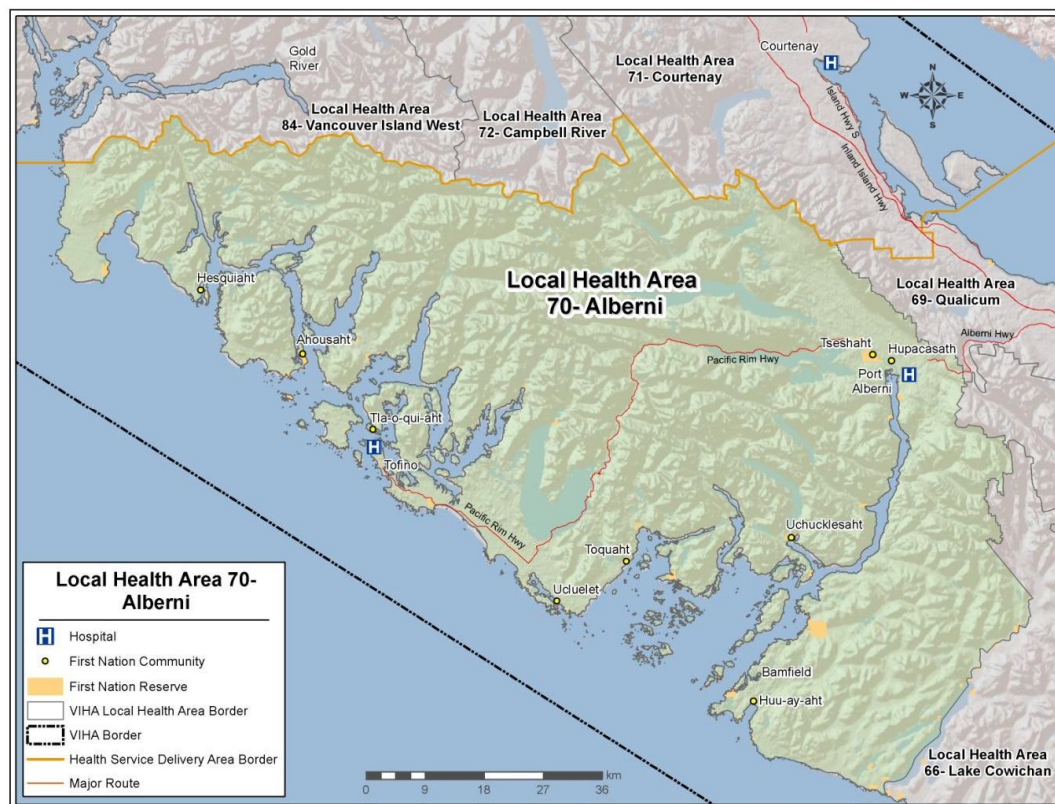 Gold
River
Local Health Area
84- Vancouver Island West
Local Health Area
72- Campbell River
Local Health Area
71- Courtenay
Courtenay
H
N
W
E
S
Island Hwy S
Inland Island Hwy
Local Health Area
70- Alberni
Local Health Area
69- Qualicum
Alberni Hwy
Hesquiaht
Ahousaht
Tseshaht
Hupacasath
Pacific Rim Hwy
Port
Alberni
H
Tla-o-qui-aht
H
Tofino
Pacific Rim Hwy
Uchucklesaht
Toquaht
Ucluelet
Bamfield
Huu-ay-aht
Local Health Area
66- Lake Cowichan
Local Health Area 70-
Alberni
H Hospital
First Nation Community
First Nation Reserve
VIHA Local Health Area Border
VIHA Border
Health Service Delivery Area Border
Major Route
km
0 9 18 27 36